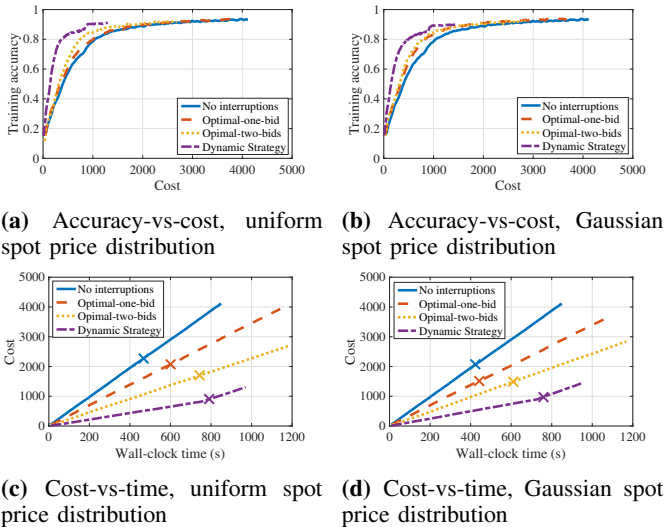 1
0.8
0.6
0.4
0.2
0
Training accuracy
0 1000 2000 3000 4000 5000
Cost
No interruptions
Optimal-one-bid
Opimal-two-bids
Dynamic Strategy
1
0.8
0.6
0.4
0.2
0
Training accuracy
0 1000 2000 3000 4000 5000
Cost
No interruptions
Optimal-one-bid
Opimal-two-bids
Dynamic Strategy
(a) Accuracy-vs-cost, uniform
spot price distribution
(b) Accuracy-vs-cost, Gaussian
spot price distribution
5000
4000
3000
2000
1000
0
Cost
0 200 400 600 800 1000 1200
Wall-clock time (s)
No interruptions
Optimal-one-bid
Opimal-two-bids
Dynamic Strategy
5000
4000
3000
2000
1000
0
Cost
0 200 400 600 800 1000 1200
Wall-clock time (s)
No interruptions
Optimal-one-bid
Opimal-two-bids
Dynamic Strategy
(c) Cost-vs-time, uniform spot
price distribution
(d) Cost-vs-time, Gaussian spot
price distribution